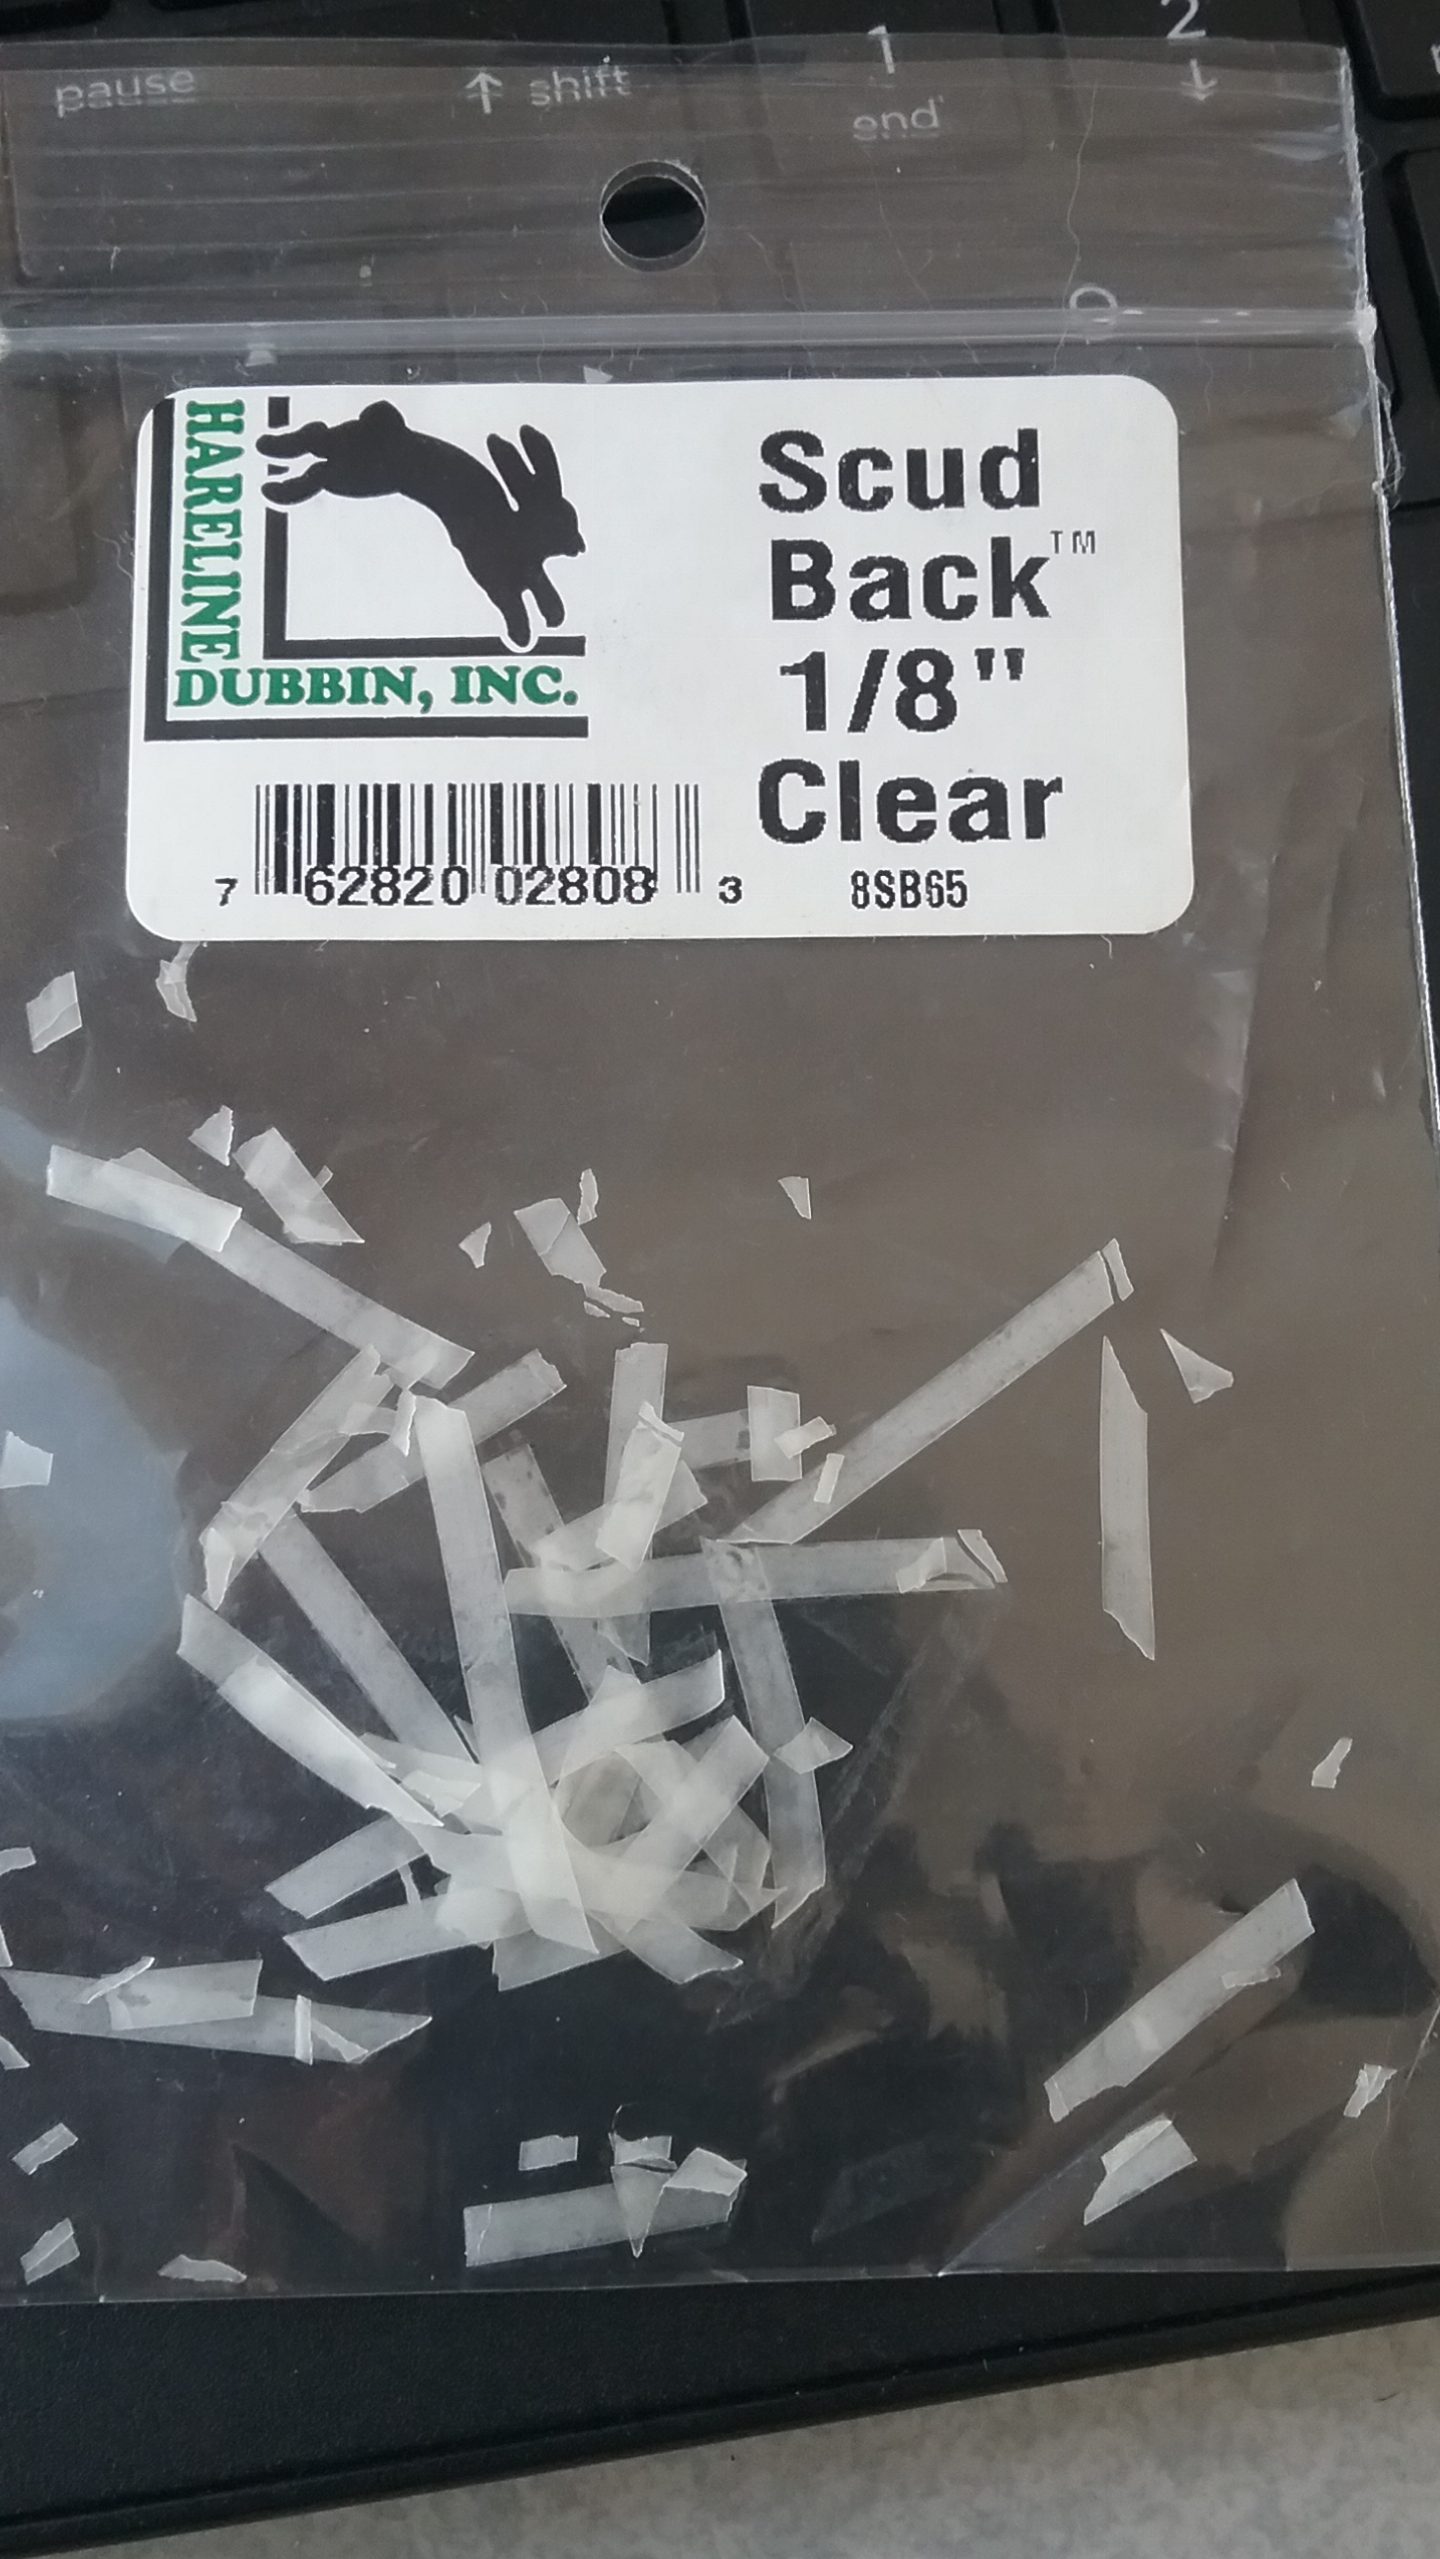 pause
↑ shift
1
end
2
↓
HARELINE
DUBBIN, INC.
Scud
Back™
1/8"
Clear
7 62820 02808 3
8SB65